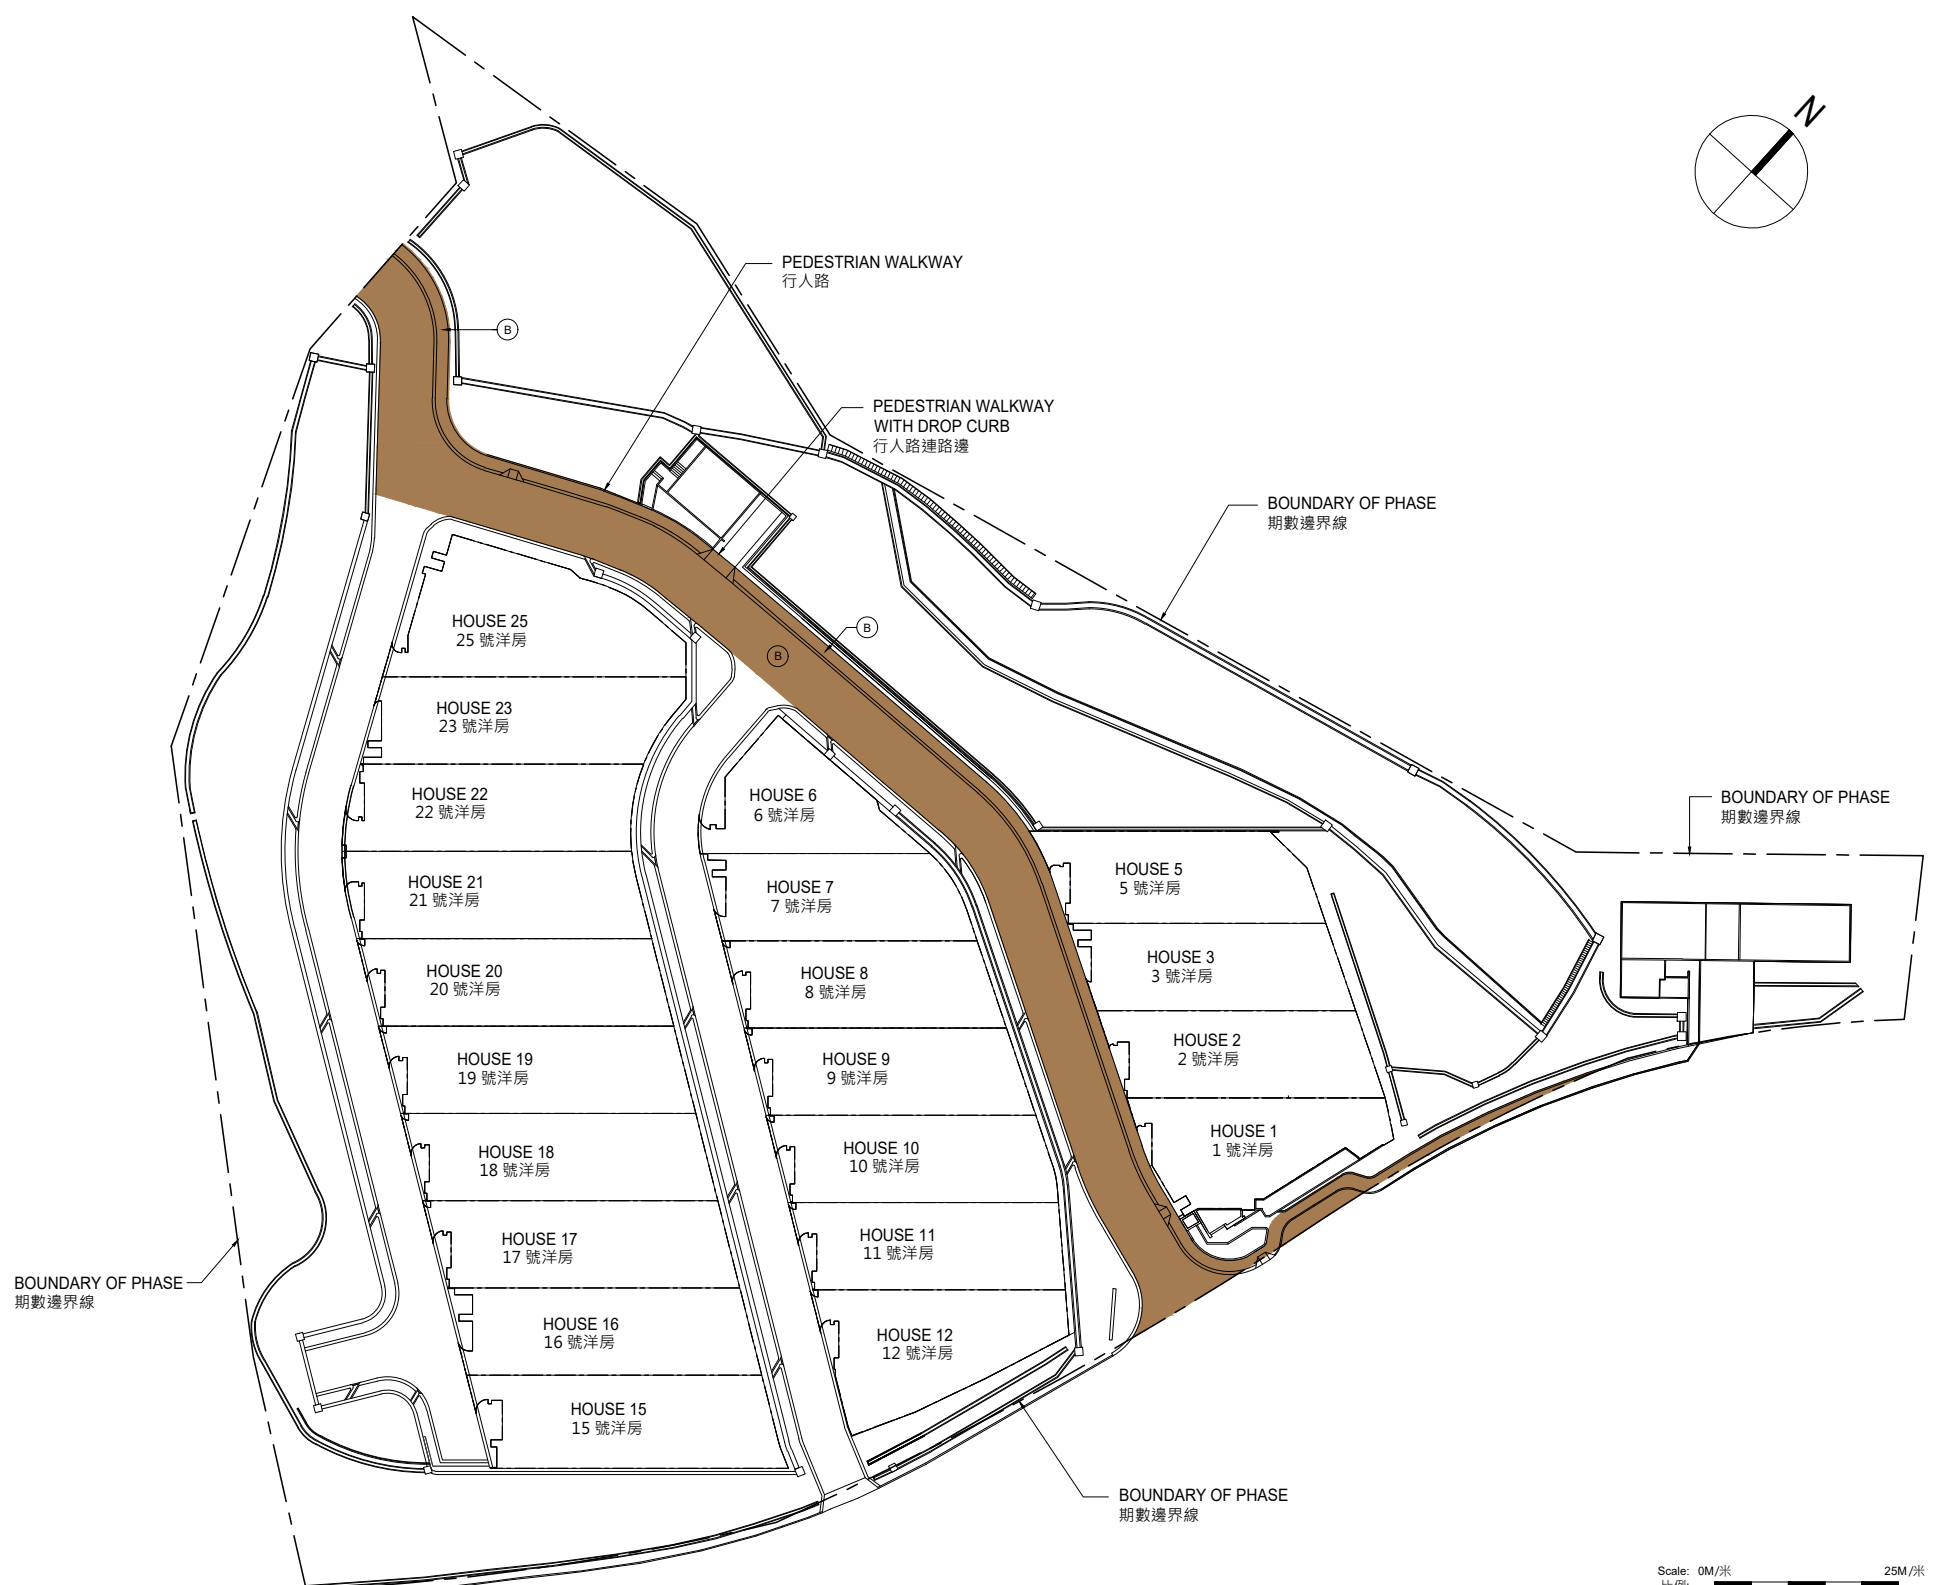 N
PEDESTRIAN WALKWAY
行人路
B
PEDESTRIAN WALKWAY
WITH DROP CURB
行人路連路邊
BOUNDARY OF PHASE
期數邊界線
HOUSE 25
25 號洋房
B
B
HOUSE 23
23 號洋房
HOUSE 22
22 號洋房
HOUSE 6
6 號洋房
BOUNDARY OF PHASE
期數邊界線
HOUSE 21
21 號洋房
HOUSE 7
7 號洋房
HOUSE 5
5 號洋房
HOUSE 20
20 號洋房
HOUSE 8
8 號洋房
HOUSE 3
3 號洋房
HOUSE 19
19 號洋房
HOUSE 9
9 號洋房
HOUSE 2
2 號洋房
HOUSE 18
18 號洋房
HOUSE 10
10 號洋房
HOUSE 1
1 號洋房
HOUSE 17
17 號洋房
HOUSE 11
11 號洋房
BOUNDARY OF PHASE
期數邊界線
HOUSE 16
16 號洋房
HOUSE 12
12 號洋房
HOUSE 15
15 號洋房
BOUNDARY OF PHASE
期數邊界線
Scale: 0M/米 25M/米
比例: